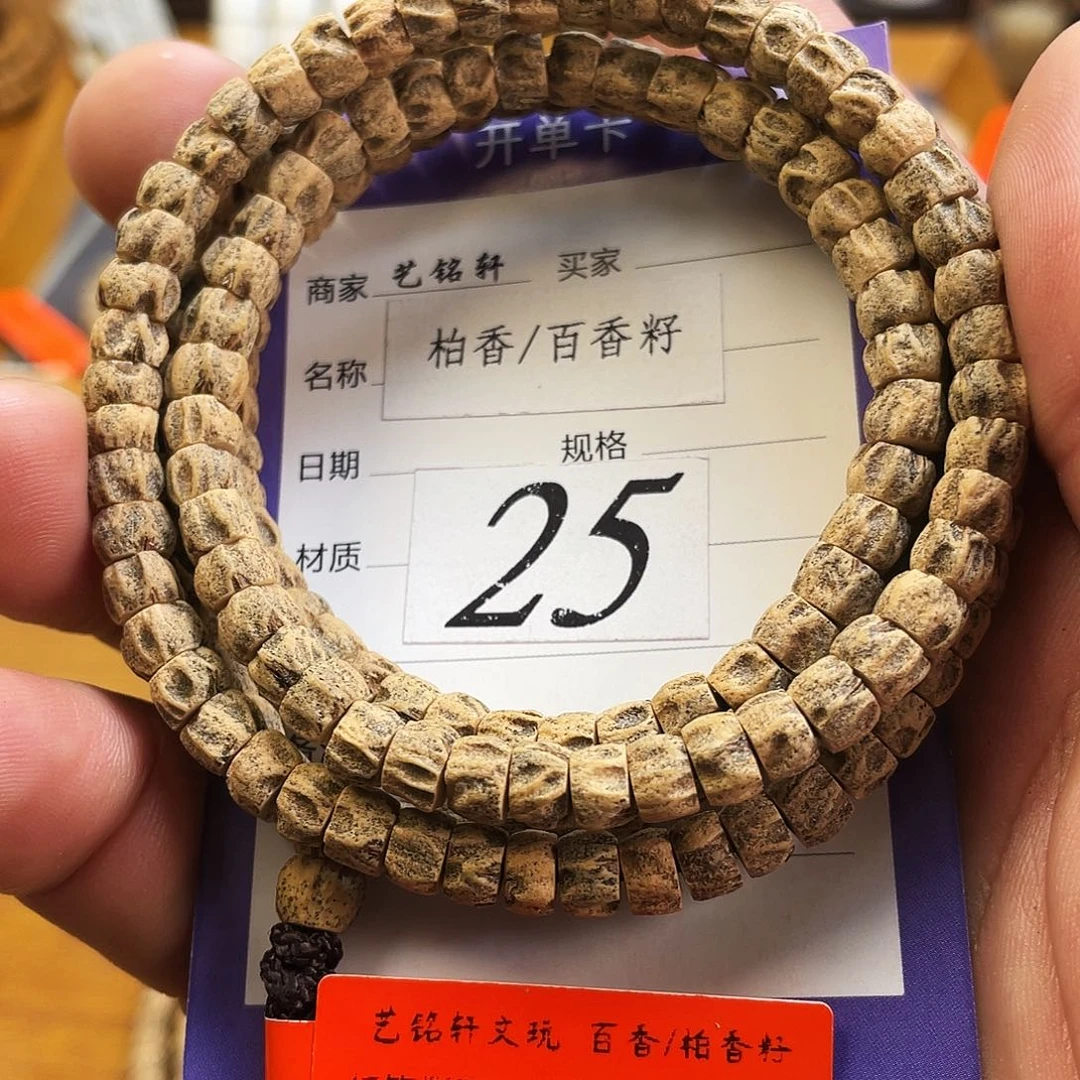 开单卡
商家 艺铭轩 买家
名称 柏香/百香籽
日期 规格
材质 25
艺铭轩文玩 百香/柏香籽